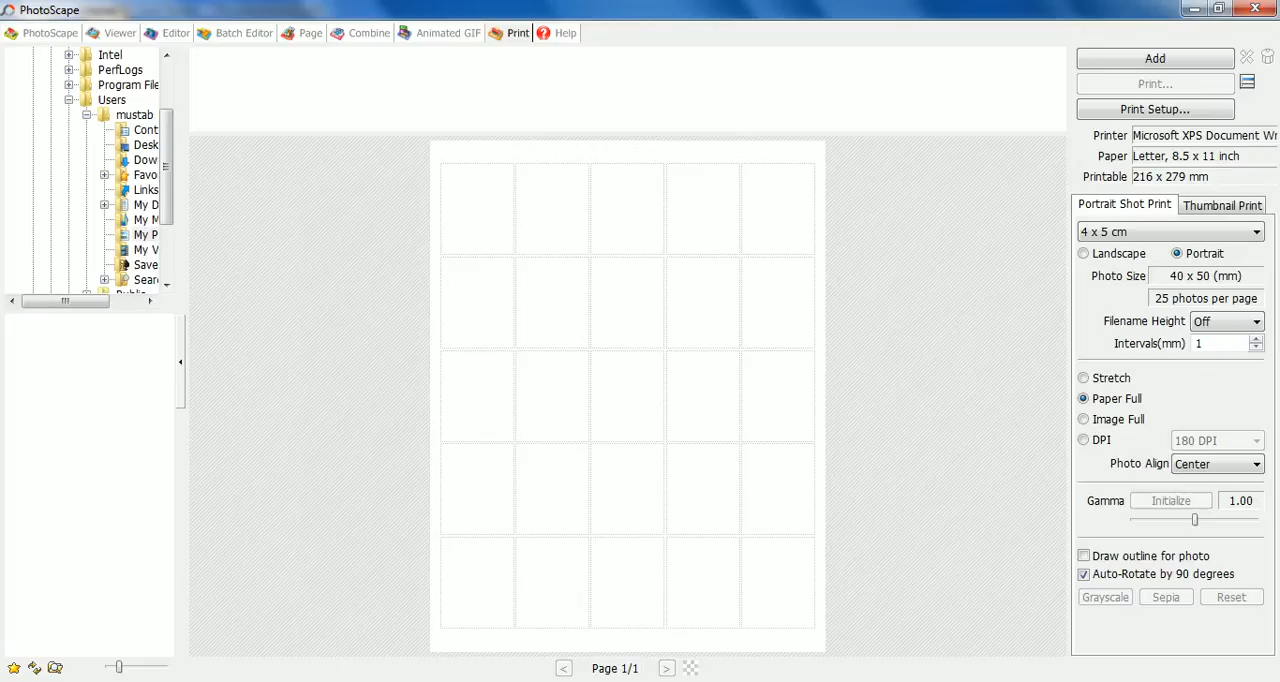 PhotoScape
PhotoScape Viewer Editor Batch Editor Page Combine Animated GIF Print Help
Intel
PerfLogs
Program File
Users
mustab
Cont
Desk
Dow
Favo
Links
My D
My M
My P
My V
Save
Sear
Add
Print...
Print Setup...
Printer Microsoft XPS Document Wr
Paper Letter, 8.5 x 11 inch
Printable 216 x 279 mm
Portrait Shot Print Thumbnail Print
4 x 5 cm
Landscape Portrait
Photo Size 40 x 50 (mm)
25 photos per page
Filename Height Off
Intervals(mm) 1
Stretch
Paper Full
Image Full
DPI 180 DPI
Photo Align Center
Gamma Initialize 1.00
Draw outline for photo
Auto-Rotate by 90 degrees
Grayscale Sepia Reset
< Page 1/1 >